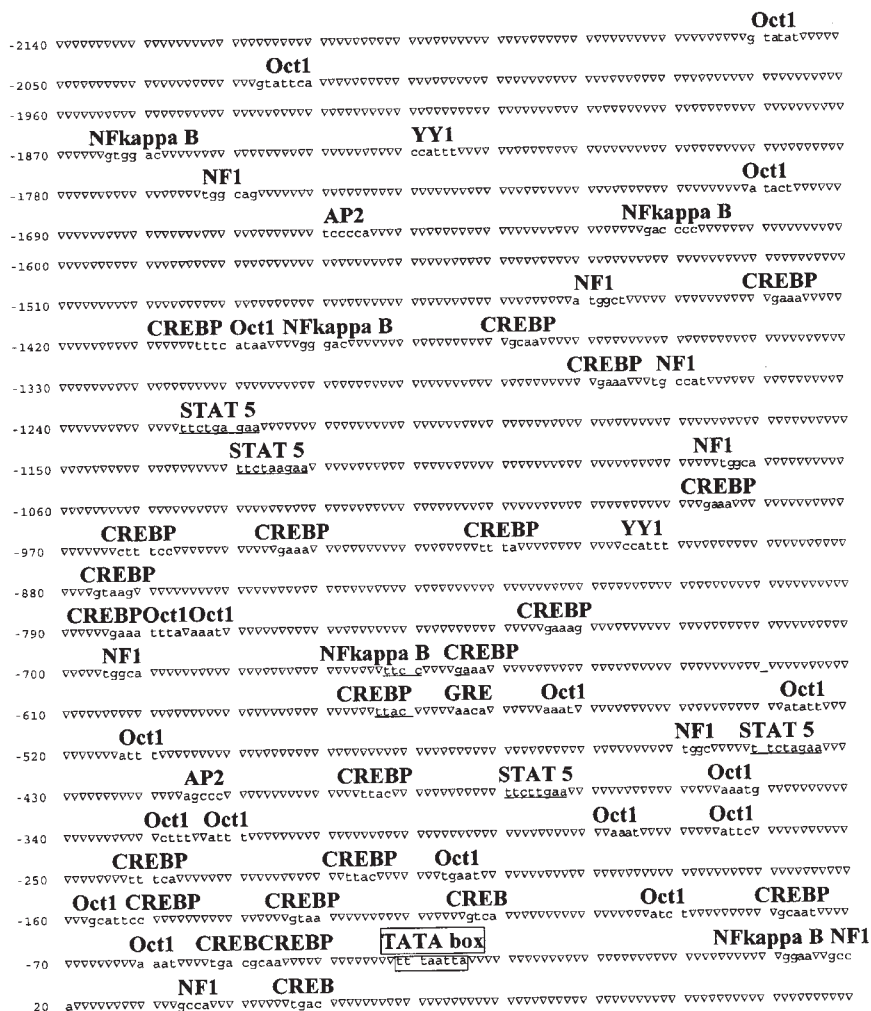 Oct1
-2140 g tatat
Oct1
-2050 gtattca
-1960
NFkappa B YY1
-1870 gtgg ac ccattt
NF1 Oct1
-1780 tgg cag a tact
AP2 NFkappa B
-1690 tcccca gac ccc
-1600
NF1 CREBP
-1510 a tggct gaaa
CREBP Oct1 NFkappa B CREBP
-1420 tttc ataa gg gac gcaa
CREBP NF1
-1330 gaaa tg ccat
STAT 5
-1240 ttctga gaa
STAT 5
-1150 ttctaagaa tggca
NF1
CREBP
-1060 gaaa
CREBP CREBP CREBP YY1
-970 ctt tcc gaaa tt ta ccattt
CREBP
-880 gtaag
CREBPOct1Oct1 CREBP
-790 gaaa ttta aaat gaaag
NF1 NFkappa B CREBP
-700 tggca ttc c gaaa
CREBP GRE Oct1 Oct1
-610 ttac aaca aaat atatt
Oct1 NF1 STAT 5
-520 att t tggc t tctagaa
AP2 CREBP STAT 5 Oct1
-430 agccc ttac ttcttgaa aaatg
Oct1 Oct1 Oct1 Oct1
-340 cttt att t aaat attc
CREBP CREBP Oct1
-250 tt tca ttac tgaat
Oct1 CREBP CREBP CREB Oct1 CREBP
-160 gcattcc gtaa gtca atc t gcaat
Oct1 CREBCREBP TATA box NFkappa B NF1
-70 a aat tga cgcaa tt taatta ggaa gcc
NF1 CREB
20 a gcca tgac